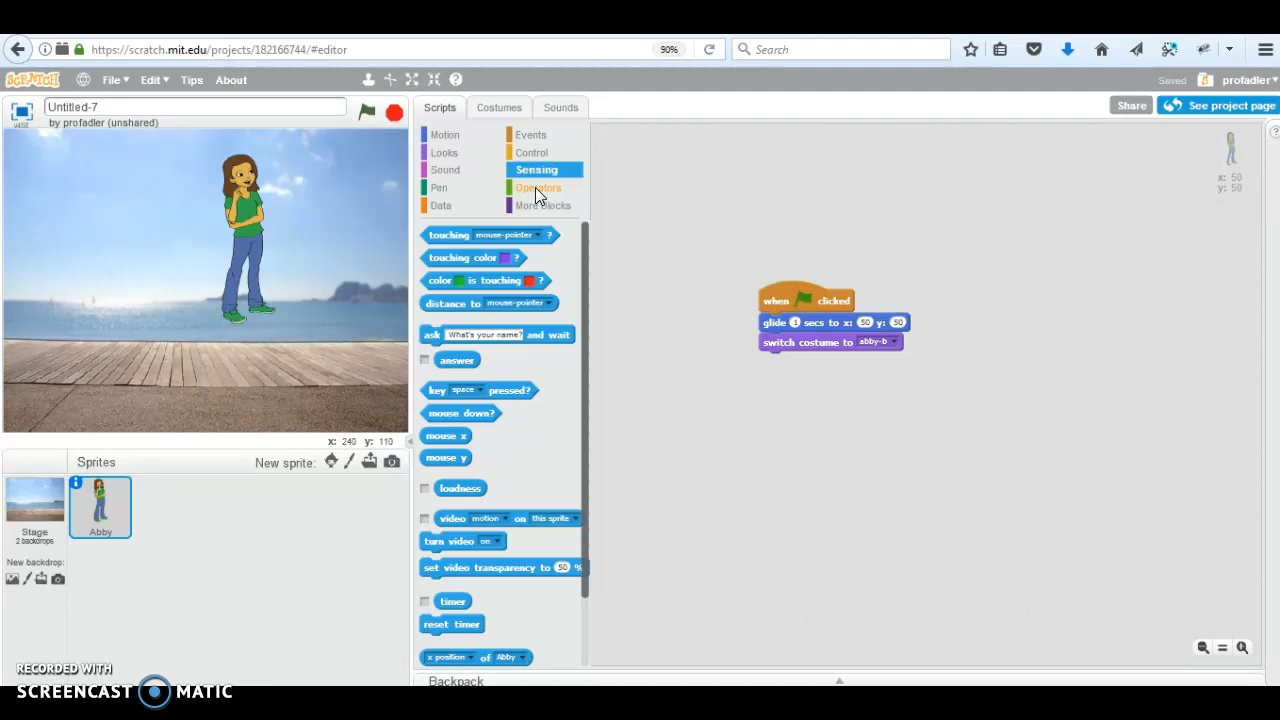 https://scratch.mit.edu/projects/182166744/#editor
90%
Search
SCRATCH
File
Edit
Tips
About
Saved
profadler
Untitled-7
by profadler (unshared)
v458
Scripts
Costumes
Sounds
Share
See project page
Motion
Events
Looks
Control
Sound
Sensing
Pen
Operators
Data
More Blocks
x: 50
y: 50
touching mouse-pointer ?
touching color ?
color is touching ?
distance to mouse-pointer
ask What's your name? and wait
answer
key space pressed?
mouse down?
mouse x
mouse y
loudness
video motion on this sprite
turn video on
set video transparency to 50 %
timer
reset timer
x position of Abby
when clicked
glide 1 secs to x: 50 y: 50
switch costume to abby-b
x: 240 y: 110
Sprites
New sprite:
Stage
2 backdrops
Abby
New backdrop:
Backpack
RECORDED WITH
SCREENCAST MATIC